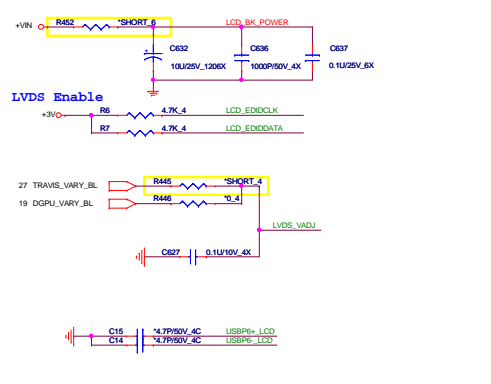 +VIN R452 *SHORT_6 LCD_BK_POWER
C632 C636 C637
10U/25V_1206X 1000P/50V_4X 0.1U/25V_6X
LVDS Enable
+3V R6 4.7K_4 LCD_EDIDCLK
R7 4.7K_4 LCD_EDIDDATA
27 TRAVIS_VARY_BL R445 *SHORT_4
19 DGPU_VARY_BL R446 *0_4
LVDS_VADJ
C627 0.1U/10V_4X
C15 *4.7P/50V_4C USBP6+_LCD
C14 *4.7P/50V_4C USBP6-_LCD